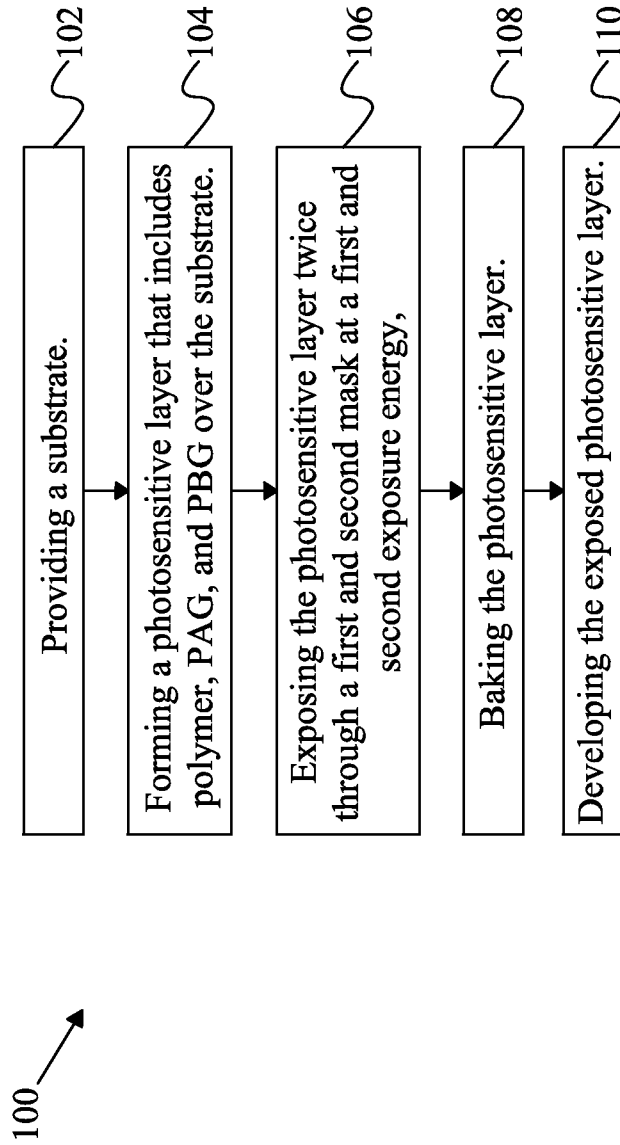 100
Providing a substrate.
102
Forming a photosensitive layer that includes
polymer, PAG, and PBG over the substrate.
104
Exposing the photosensitive layer twice
through a first and second mask at a first and
second exposure energy,
106
Baking the photosensitive layer.
108
Developing the exposed photosensitive layer.
110